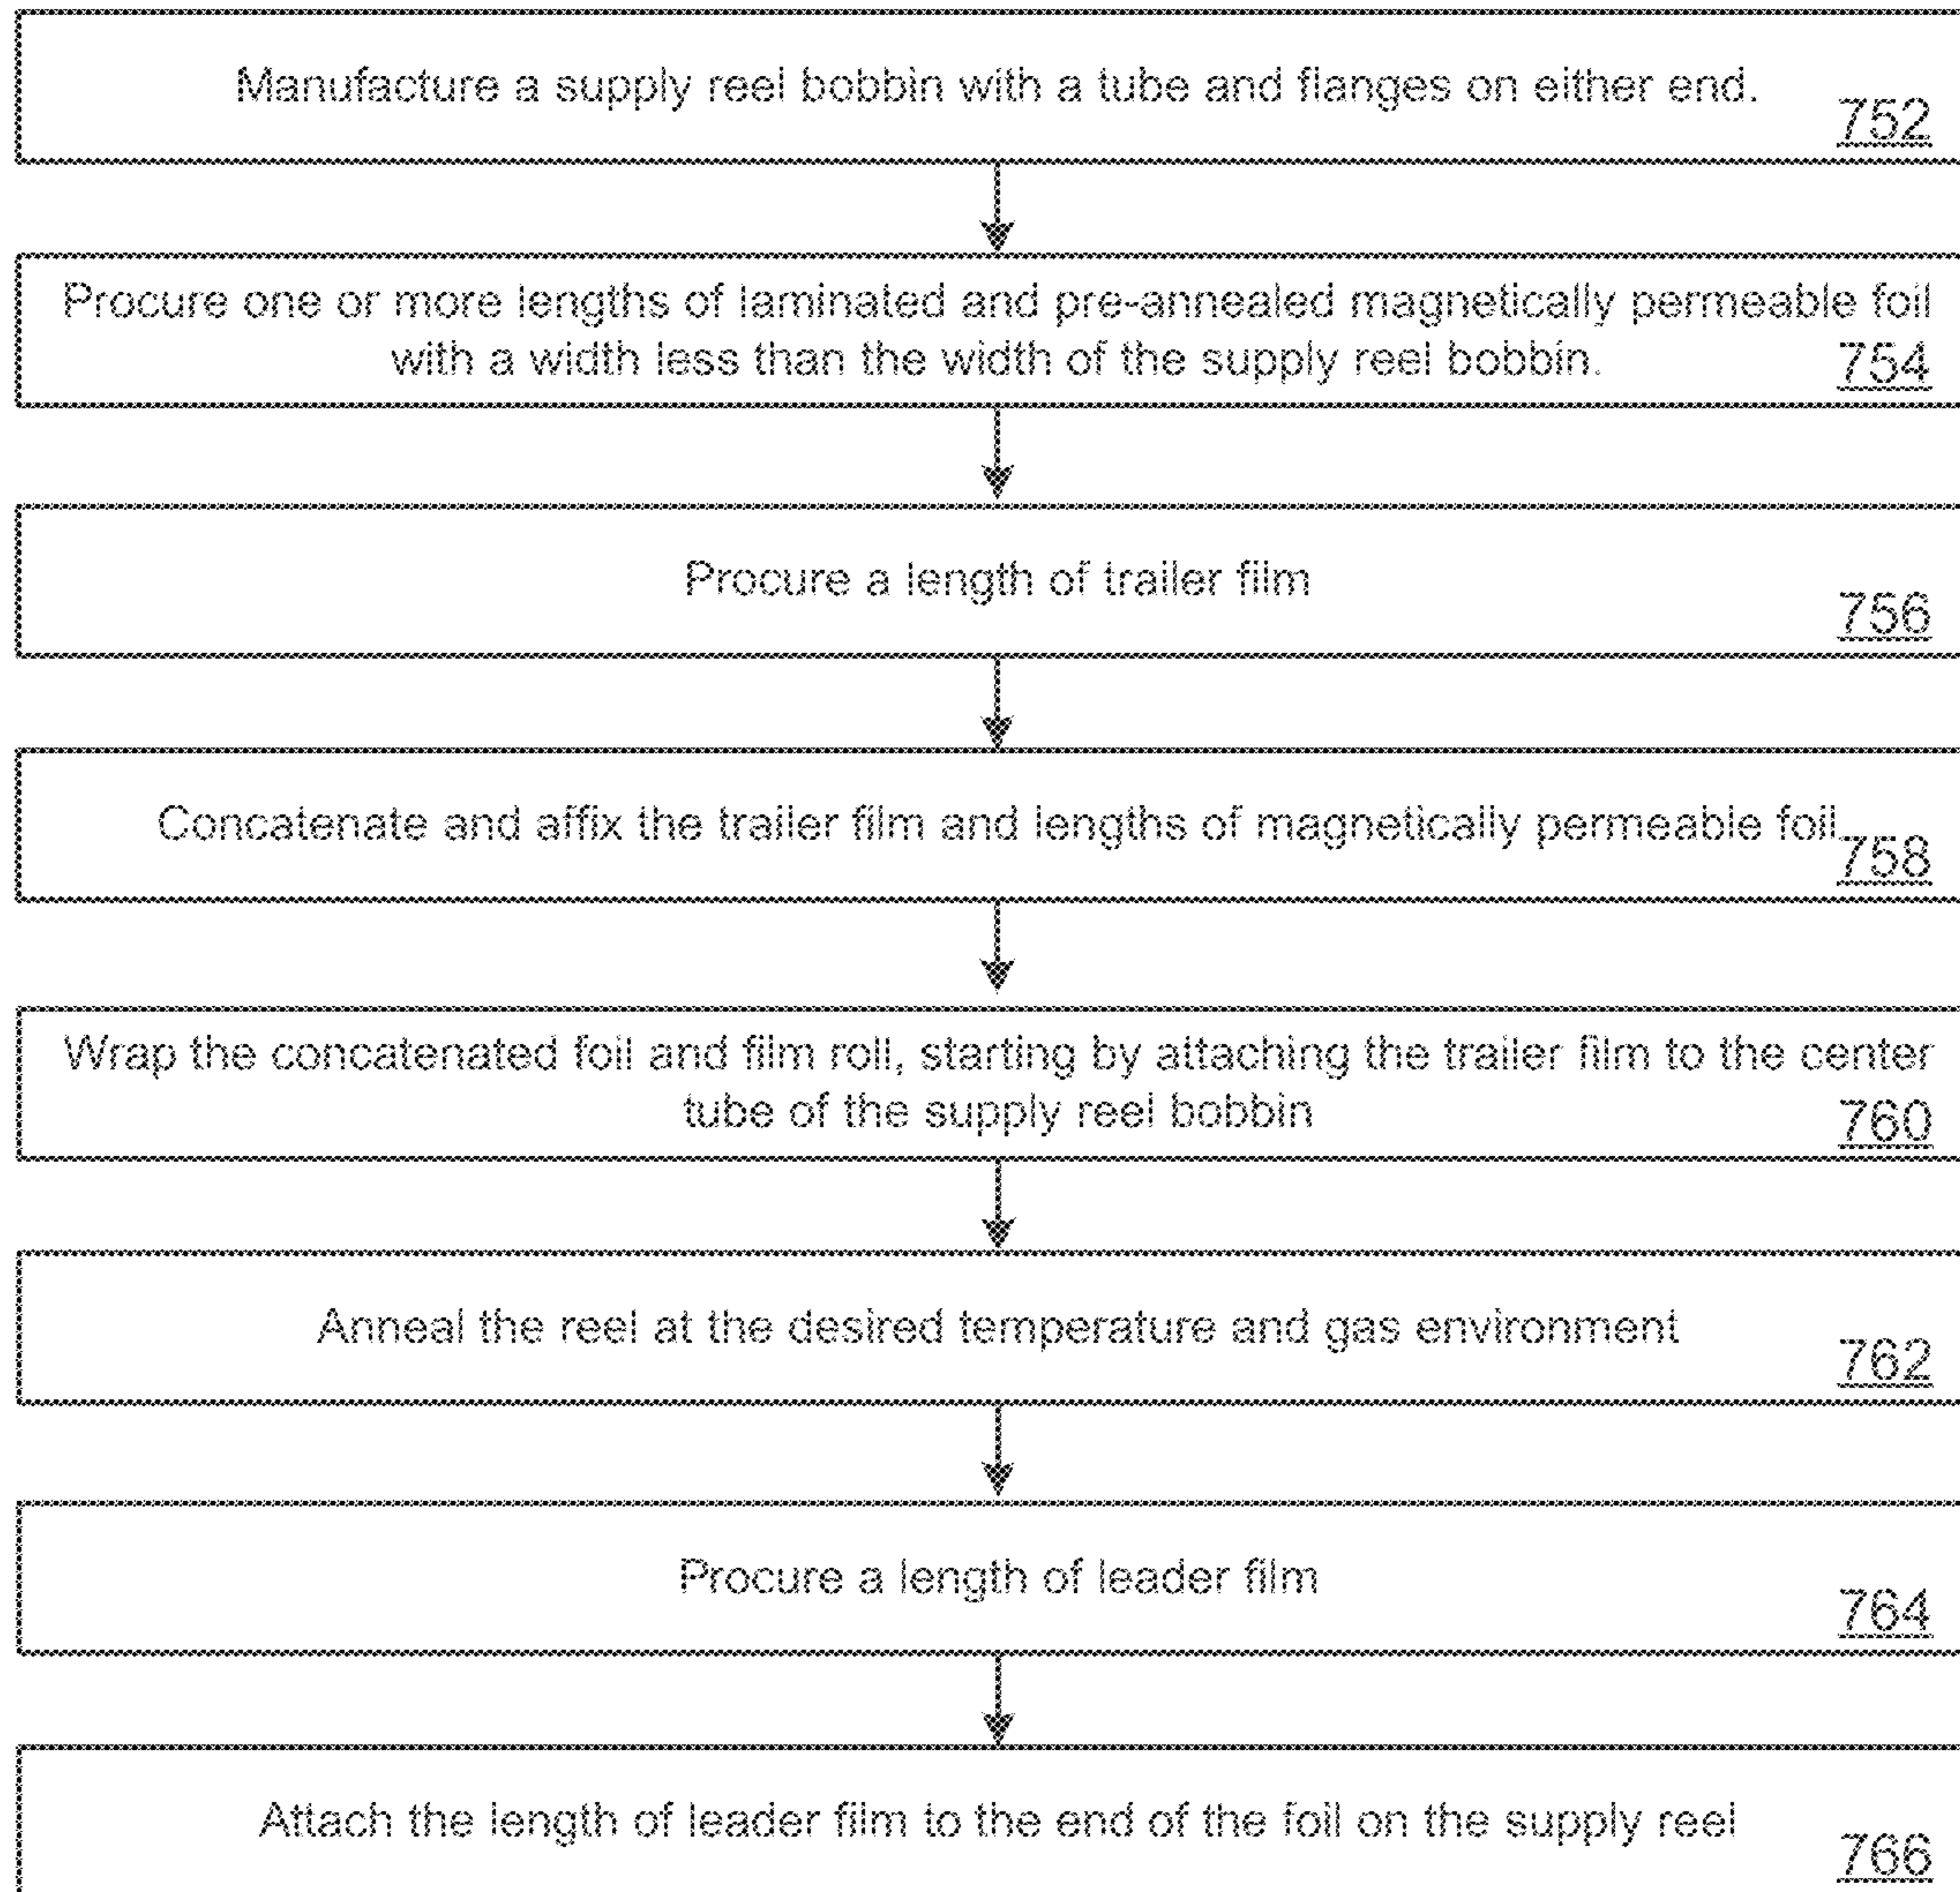 Manufacture a supply reel bobbin with a tube and flanges on either end.
752
Procure one or more lengths of laminated and pre-annealed magnetically permeable foil
with a width less than the width of the supply reel bobbin.
754
Procure a length of trailer film
756
Concatenate and affix the trailer film and lengths of magnetically permeable foil.
758
Wrap the concatenated foil and film roll, starting by attaching the trailer film to the center
tube of the supply reel bobbin
760
Anneal the reel at the desired temperature and gas environment
762
Procure a length of leader film
764
Attach the length of leader film to the end of the foil on the supply reel
766